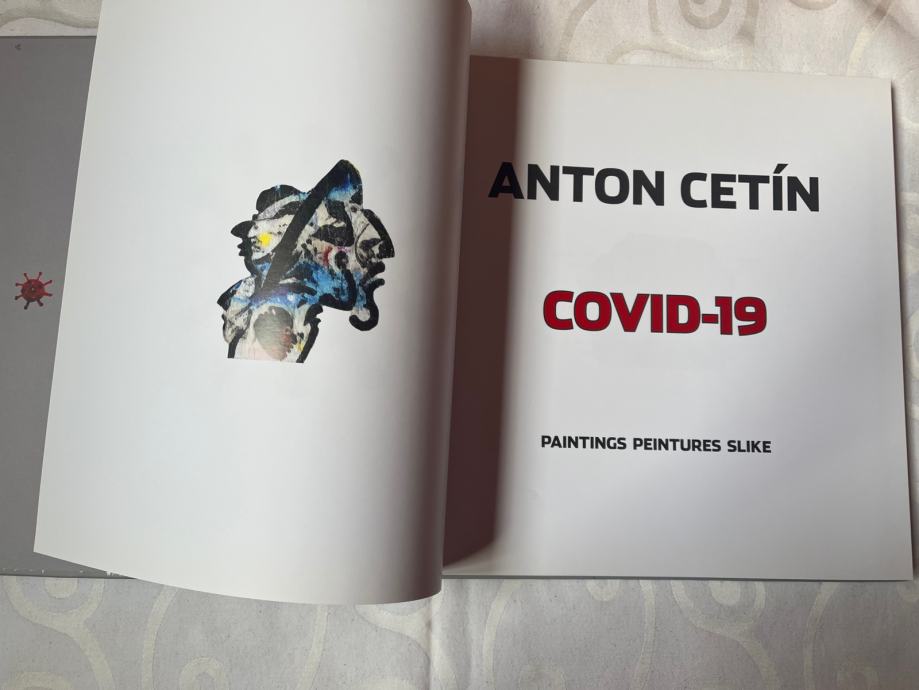 ANTON CETÍN
COVID-19
PAINTINGS PEINTURES SLIKE